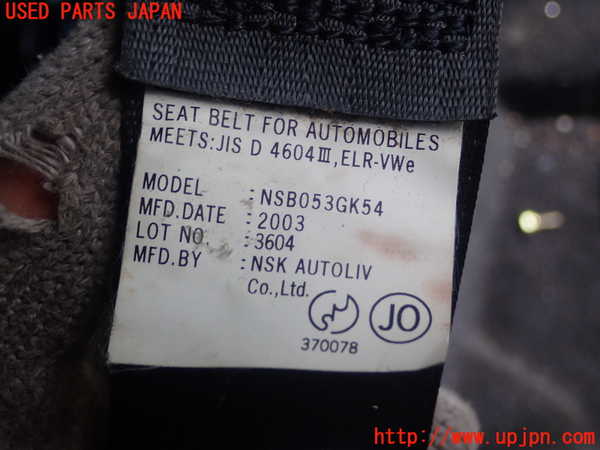 USED PARTS JAPAN
SEAT BELT FOR AUTOMOBILES
MEETS:JIS D 4604Ⅲ,ELR-VWe
MODEL :NSB053GK54
MFD.DATE :2003
LOT NO. :3604
MFD.BY :NSK AUTOLIV
Co.,Ltd.
JO
370078
http://www.upjpn.com/